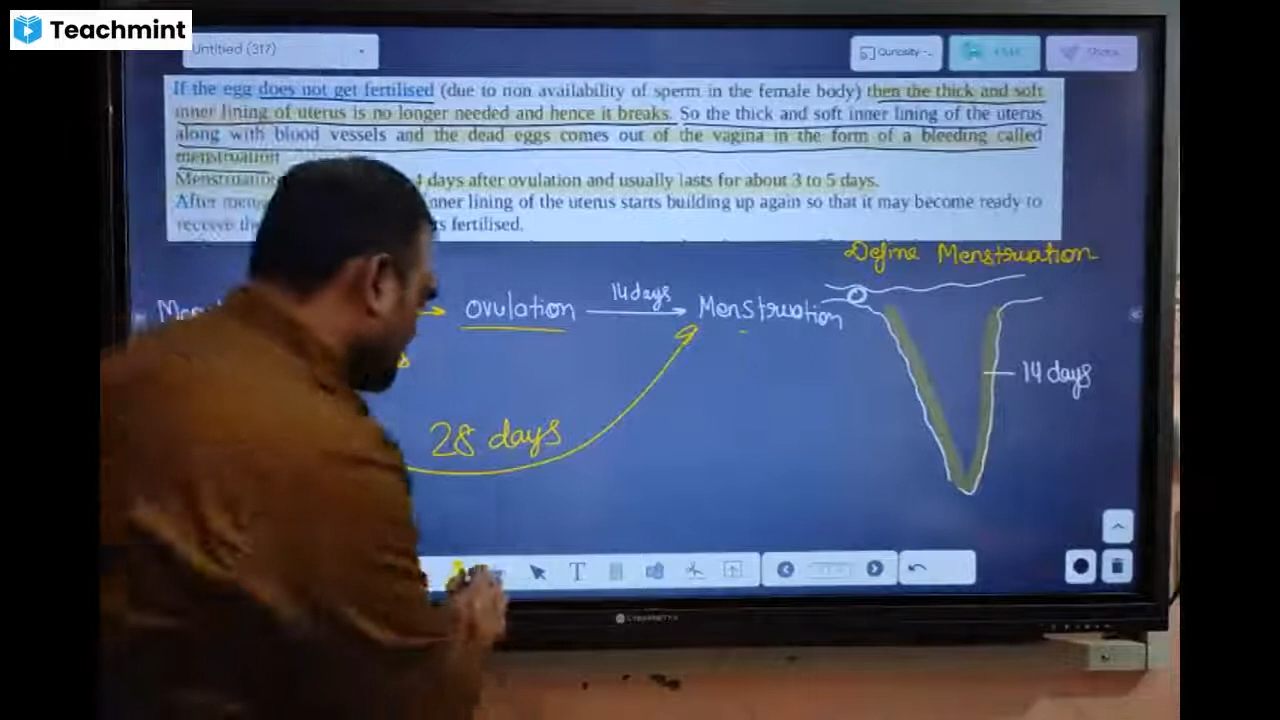 Teachmint
Untitled (317)
If the egg does not get fertilised (due to non availability of sperm in the female body) then the thick and soft
inner lining of uterus is no longer needed and hence it breaks. So the thick and soft inner lining of the uterus
along with blood vessels and the dead eggs comes out of the vagina in the form of a bleeding called
menstruation
Menstruation 4 days after ovulation and usually lasts for about 3 to 5 days.
After inner lining of the uterus starts building up again so that it may become ready to
receive fertilised.
Define Menstruation
ovulation 14 days Menstruation
14 days
28 days
T